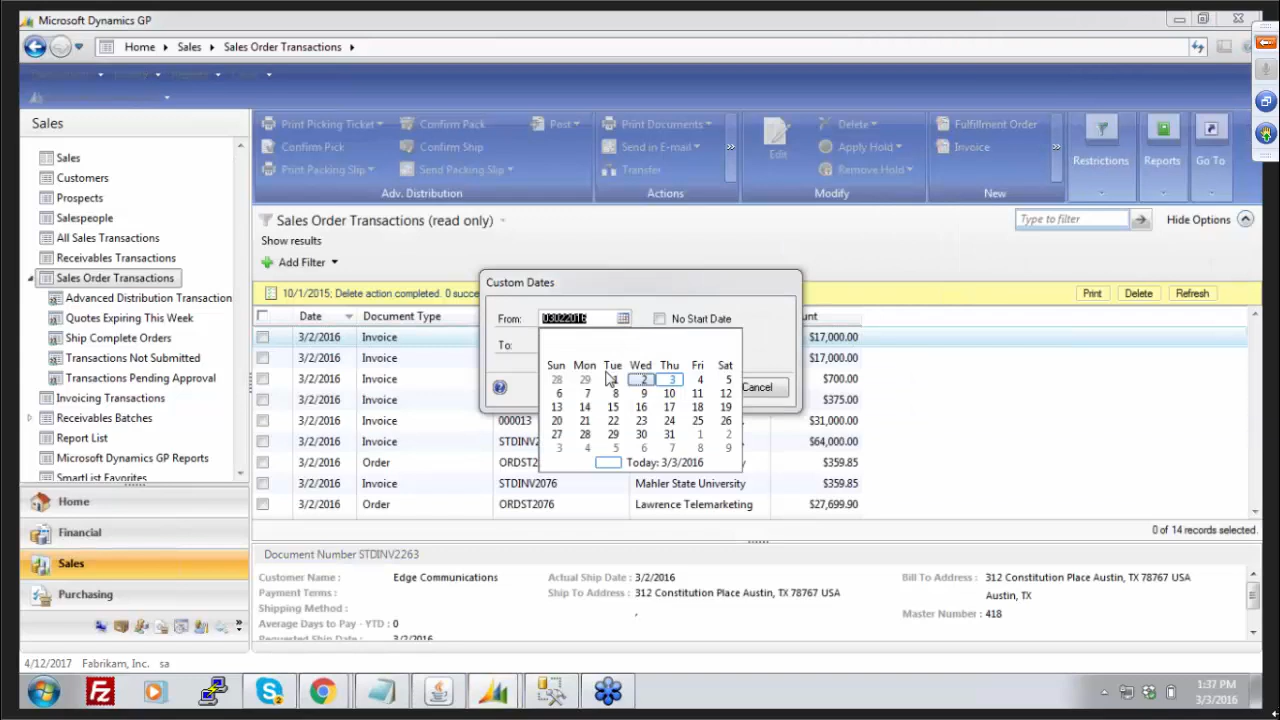 Microsoft Dynamics GP
Home Sales Sales Order Transactions
Sales
Sales
Customers
Prospects
Salespeople
All Sales Transactions
Receivables Transactions
Sales Order Transactions
Advanced Distribution Transaction
Quotes Expiring This Week
Ship Complete Orders
Transactions Not Submitted
Transactions Pending Approval
Invoicing Transactions
Receivables Batches
Report List
Microsoft Dynamics GP Reports
SmartList Favorites
Home
Financial
Sales
Purchasing
Print Picking Ticket Confirm Pack Post
Confirm Pick Confirm Ship
Print Packing Slip Send Packing Slip
Adv. Distribution
Print Documents
Send in E-mail
Transfer
Actions
Edit
Delete
Apply Hold
Remove Hold
Modify
Fulfillment Order
Invoice
New
Restrictions Reports Go To
Sales Order Transactions (read only) Type to filter Hide Options
Show results
Add Filter
10/1/2015; Delete action completed. 0 succe Print Delete Refresh
Date Document Type ount
3/2/2016 Invoice $17,000.00
3/2/2016 Invoice $17,000.00
3/2/2016 Invoice $700.00
3/2/2016 Invoice $375.00
3/2/2016 Invoice 000013 $31,000.00
3/2/2016 Invoice STDINV2 $64,000.00
3/2/2016 Order ORDST2 $359.85
3/2/2016 Invoice STDINV2076 Mahler State University $359.85
3/2/2016 Order ORDST2076 Lawrence Telemarketing $27,699.90
Custom Dates
From: 03022016 No Start Date
To:
Cancel
Sun Mon Tue Wed Thu Fri Sat
28 29 1 2 3 4 5
6 7 8 9 10 11 12
13 14 15 16 17 18 19
20 21 22 23 24 25 26
27 28 29 30 31 1 2
3 4 5 6 7 8 9
Today: 3/3/2016
0 of 14 records selected.
Document Number STDINV2263
Customer Name : Edge Communications Actual Ship Date : 3/2/2016 Bill To Address : 312 Constitution Place Austin, TX 78767 USA
Payment Terms : Ship To Address : 312 Constitution Place Austin, TX 78767 USA Austin, TX
Shipping Method : , Master Number : 418
Average Days to Pay - YTD : 0
Requested Ship Date : 3/2/2016
4/12/2017 Fabrikam, Inc. sa
1:37 PM
3/3/2016